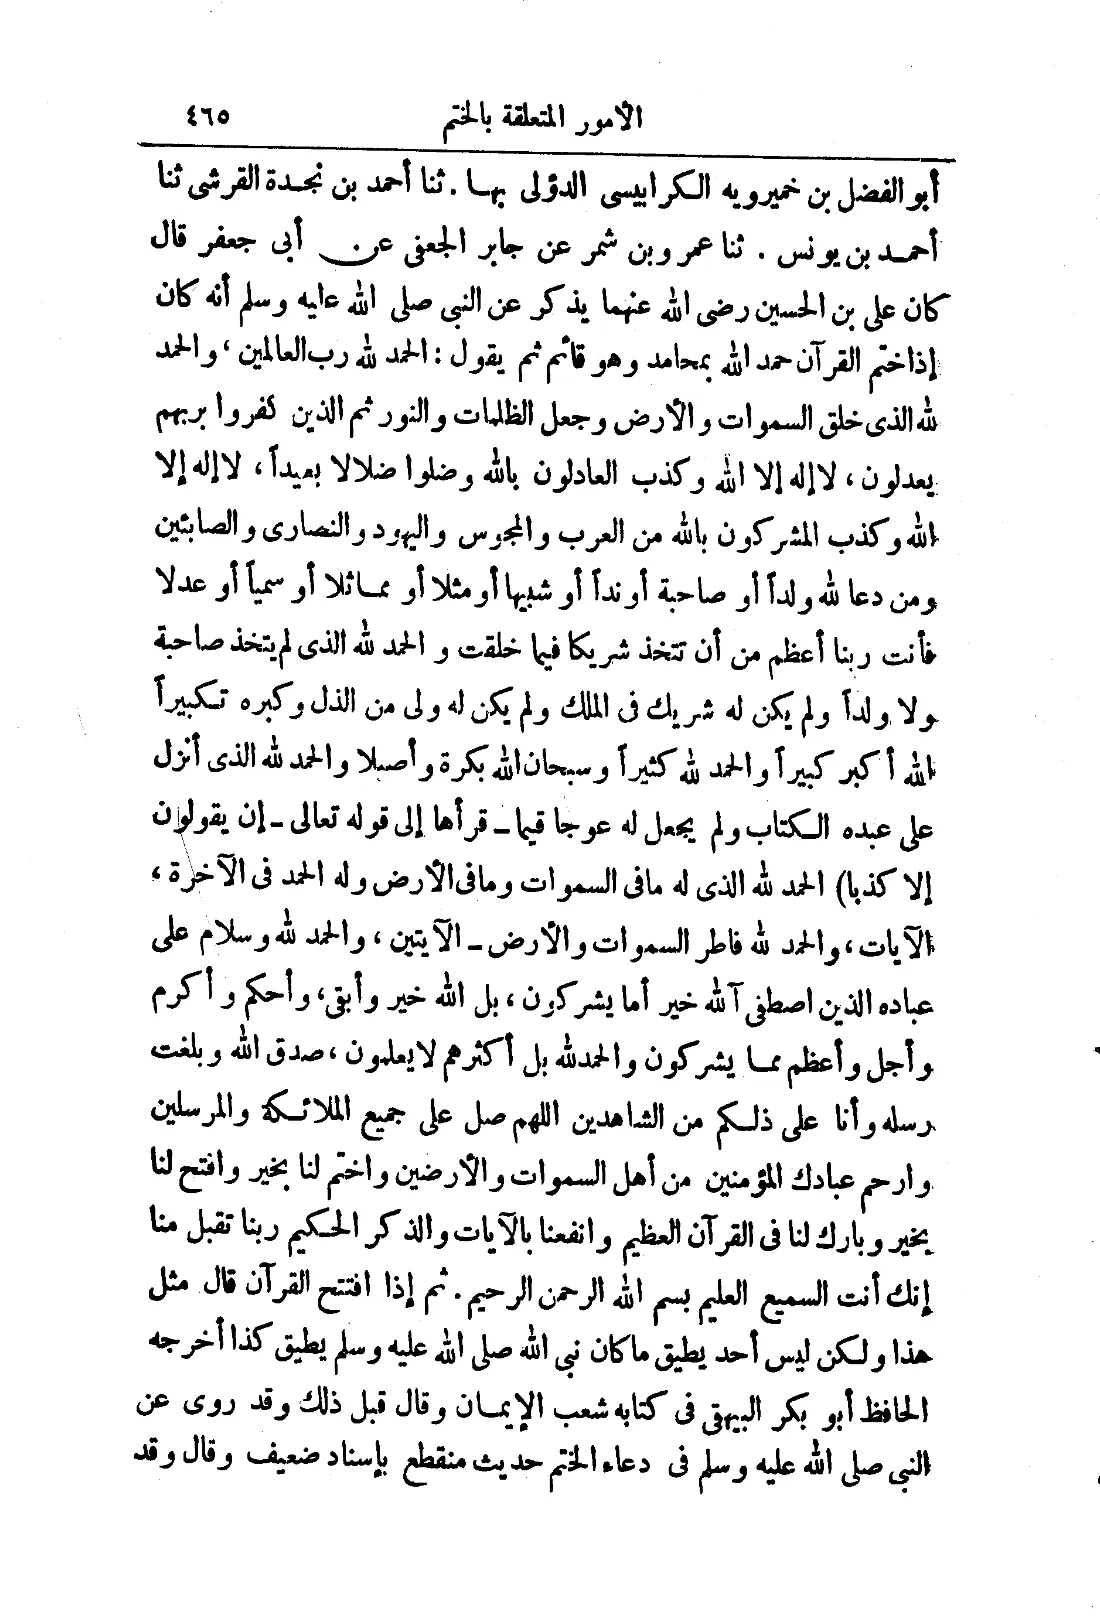 الأمور المتعلقة بالختم ٤٦٥
أبو الفضل بن خميرويه الكرابيسى الدؤلى بها. ثنا أحمد بن نجدة القرشى ثنا
أحمد بن يونس . ثنا عمر وبن شمر عن جابر الجعفى عن أبى جعفر قال
كان على بن الحسين رضى الله عنهما يذكر عن النبى صلى الله عليه وسلم أنه كان
إذا ختم القرآن حمد الله بمحامد وهو قائم ثم يقول : الحمد لله رب العالمين ، والحمد
لله الذى خلق السموات والأرض وجعل الظلمات والنور ثم الذين كفروا بربهم
يعدلون ، لا إله إلا الله وكذب العادلون بالله وضلوا ضلالا بعيداً ، لا إله إلا
الله وكذب المشركون بالله من العرب والمجوس واليهود والنصارى والصابئين
ومن دعا لله ولداً أو صاحبة أو نداً أو شبيها أو مثلا أو مماثلا أو سمياً أو عدلا
فأنت ربنا أعظم من أن تتخذ شريكا فيما خلقت و الحمد لله الذى لم يتخذ صاحبة
ولا ولداً ولم يكن له شريك فى الملك ولم يكن له ولى من الذل وكبره تكبيراً
الله أكبر كبيراً والحمد لله كثيراً وسبحان الله بكرة وأصيلا والحمد لله الذى أنزل
على عبده الكتاب ولم يجعل له عوجا قيما ـ قرأها إلى قوله تعالى ـ إن يقولون
إلا كذبا) الحمد لله الذى له مافى السموات ومافى الأرض وله الحمد فى الآخرة ،
الآيات ، والحمد لله فاطر السموات والأرض ـ الآيتين ، والحمد لله وسلام على
عباده الذين اصطفى آلله خير أما يشركون ، بل الله خير وأبقى، وأحكم وأكرم
وأجل وأعظم مما يشركون والحمدلله بل أكثرهم لا يعلمون ، صدق الله وبلغت
رسله وأنا على ذلكم من الشاهدين اللهم صل على جميع الملائكة والمرسلين
وارحم عبادك المؤمنين من أهل السموات والأرضين واختم لنا بخير وافتح لنا
بخير وبارك لنا فى القرآن العظيم وانفعنا بالآيات والذكر الحكيم ربنا تقبل منا
إنك أنت السميع العليم بسم الله الرحمن الرحيم . ثم إذا افتتح القرآن قال مثل
هذا ولكن ليس أحد يطيق ما كان نبى الله صلى الله عليه وسلم يطيق كذا أخرجه
الحافظ أبو بكر البيهقى فى كتابه شعب الإيمان وقال قبل ذلك وقد روى عن
النبى صلى الله عليه وسلم فى دعاء الختم حديث منقطع بإسناد ضعيف وقال وقد